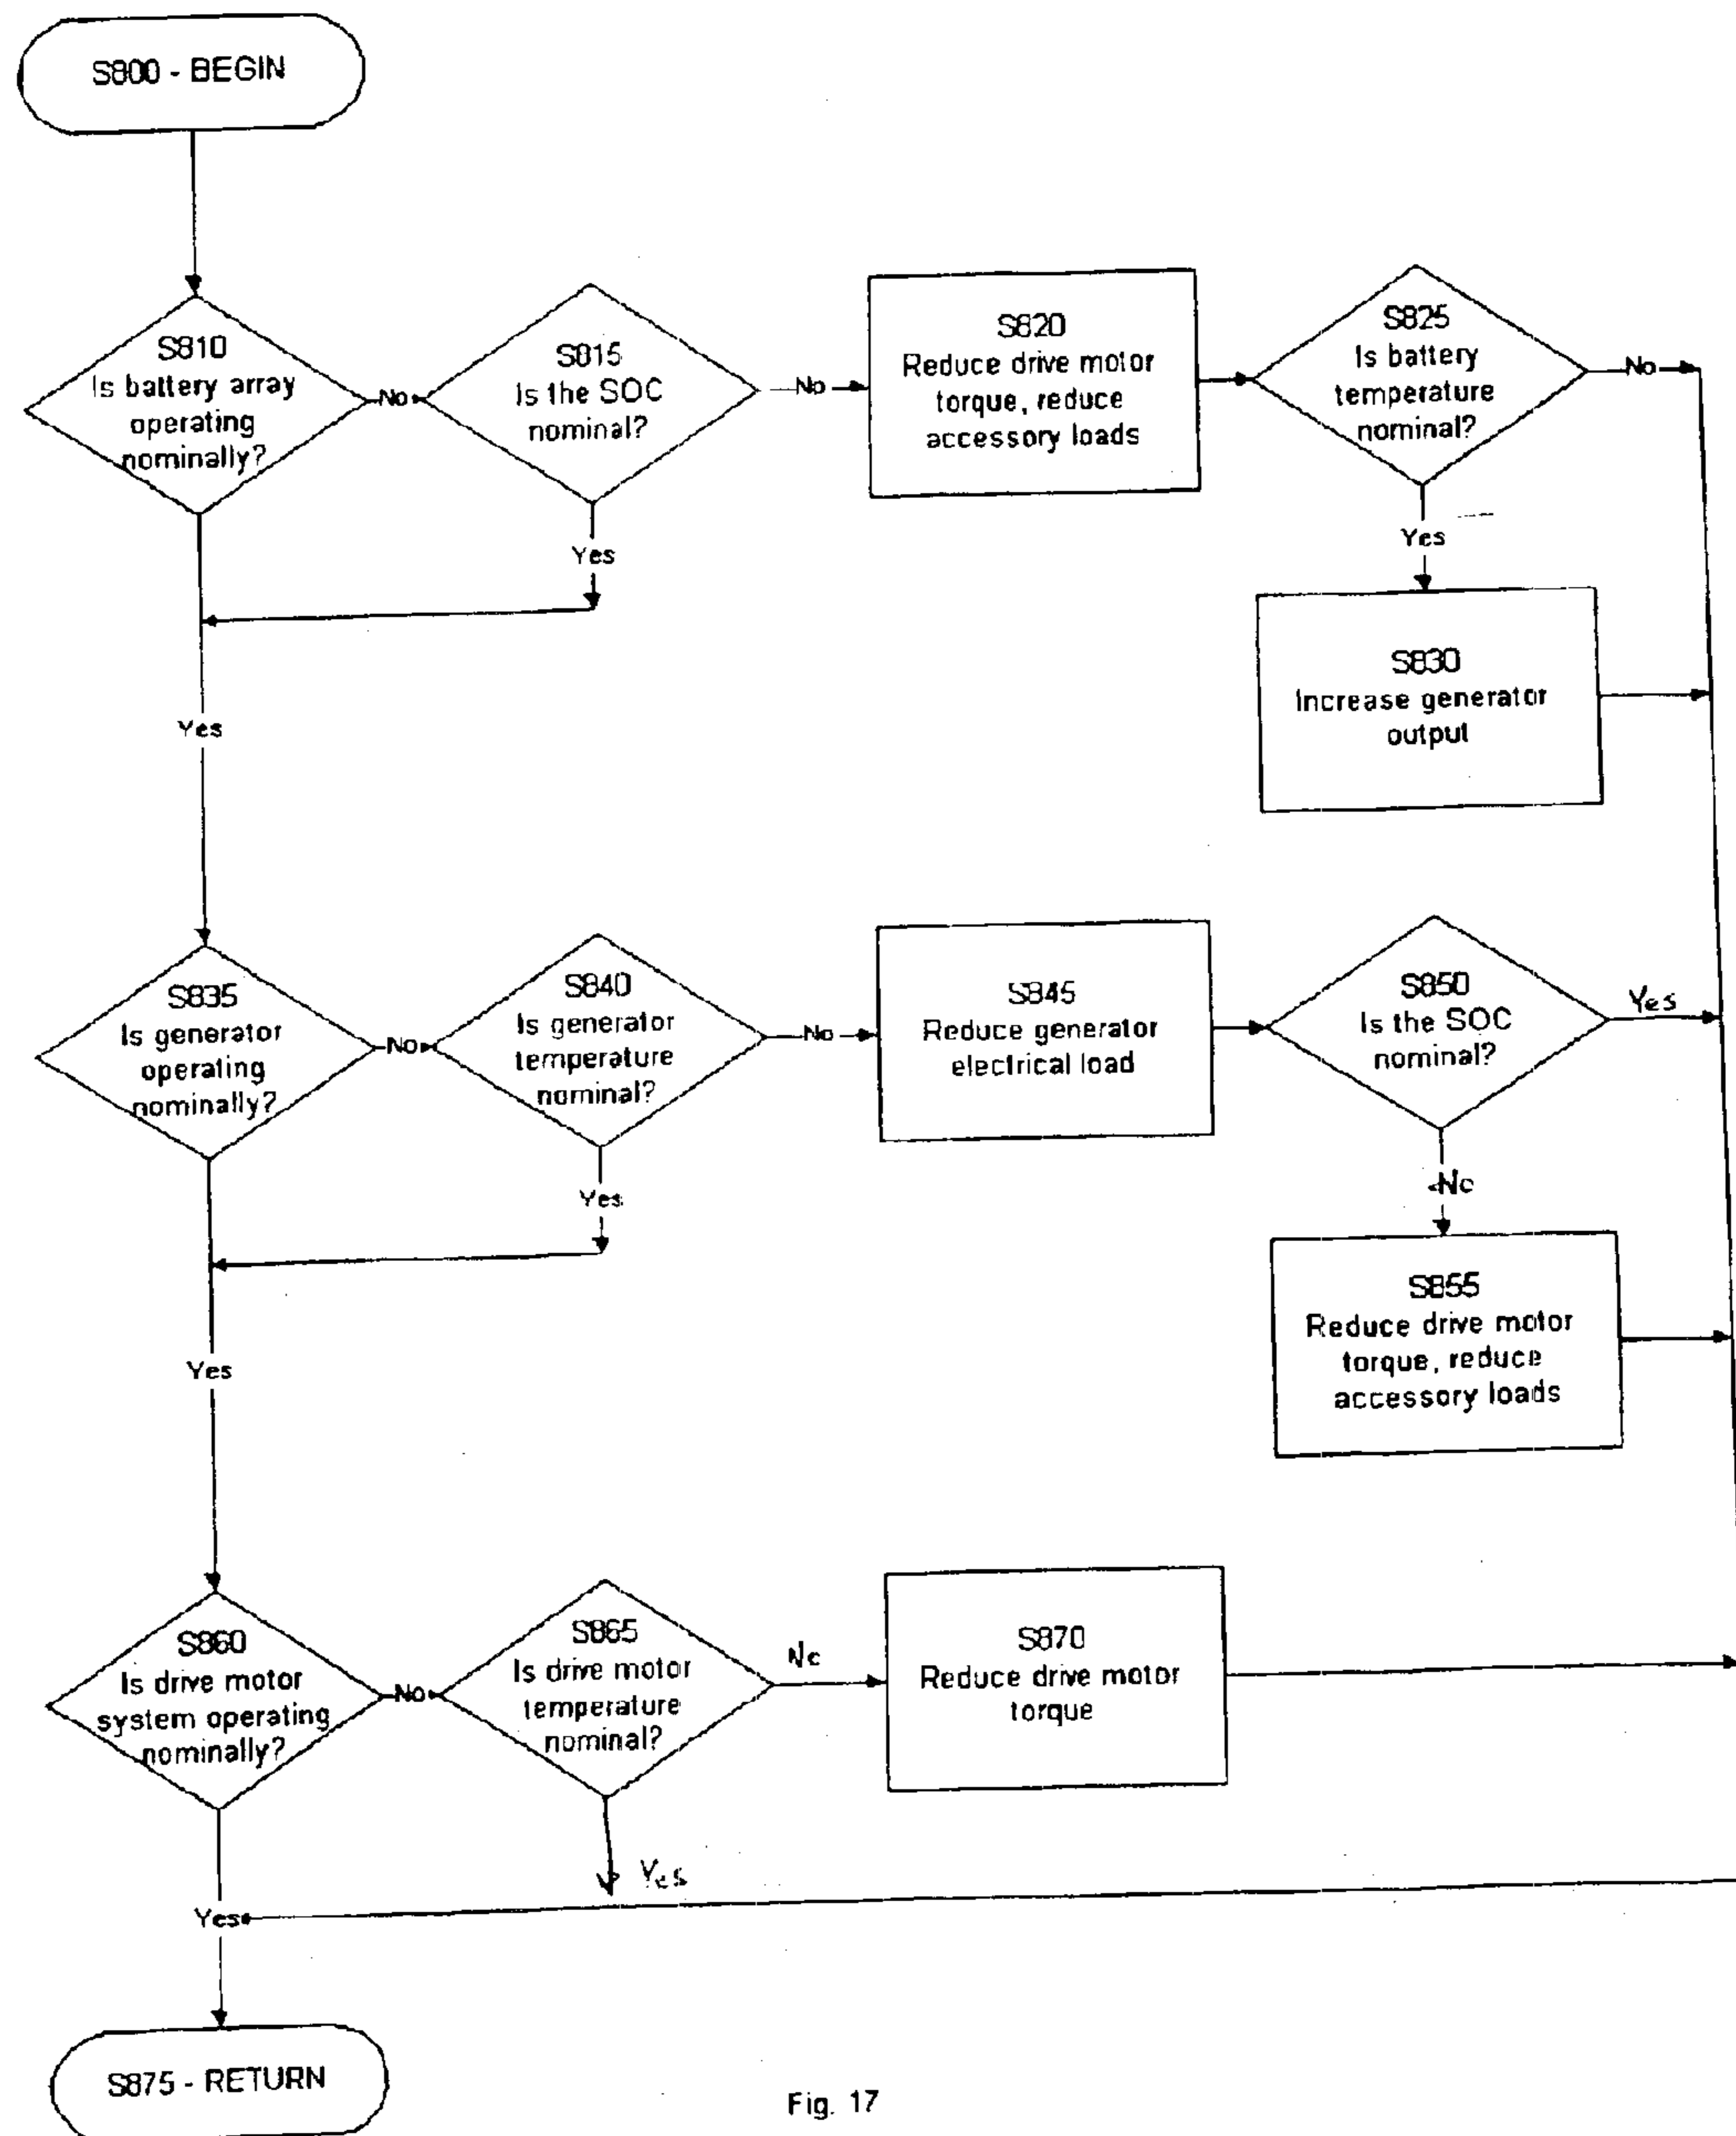 S800 - BEGIN
S810
Is battery array
operating
nominally?
No
S815
Is the SOC
nominal?
No
S820
Reduce drive motor
torque, reduce
accessory loads
S825
Is battery
temperature
nominal?
No
Yes
Yes
S830
Increase generator
output
Yes
S835
Is generator
operating
nominally?
No
S840
Is generator
temperature
nominal?
No
S845
Reduce generator
electrical load
S850
Is the SOC
nominal?
Yes
Yes
No
S855
Reduce drive motor
torque, reduce
accessory loads
Yes
S860
Is drive motor
system operating
nominally?
No
S865
Is drive motor
temperature
nominal?
No
S870
Reduce drive motor
torque
Yes
Yes
S875 - RETURN
Fig. 17